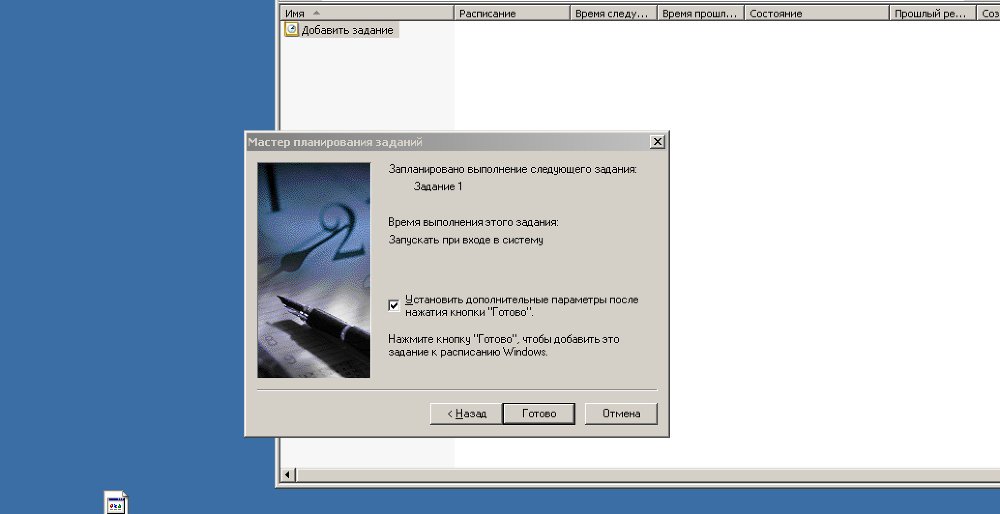 Имя
Расписание
Время следу...
Время прошл...
Состояние
Прошлый ре...
Соз
Добавить задание
Мастер планирования заданий
Запланировано выполнение следующего задания:
Задание 1
Время выполнения этого задания:
Запускать при входе в систему
Установить дополнительные параметры после
нажатия кнопки "Готово".
Нажмите кнопку "Готово", чтобы добавить это
задание к расписанию Windows.
< Назад
Готово
Отмена